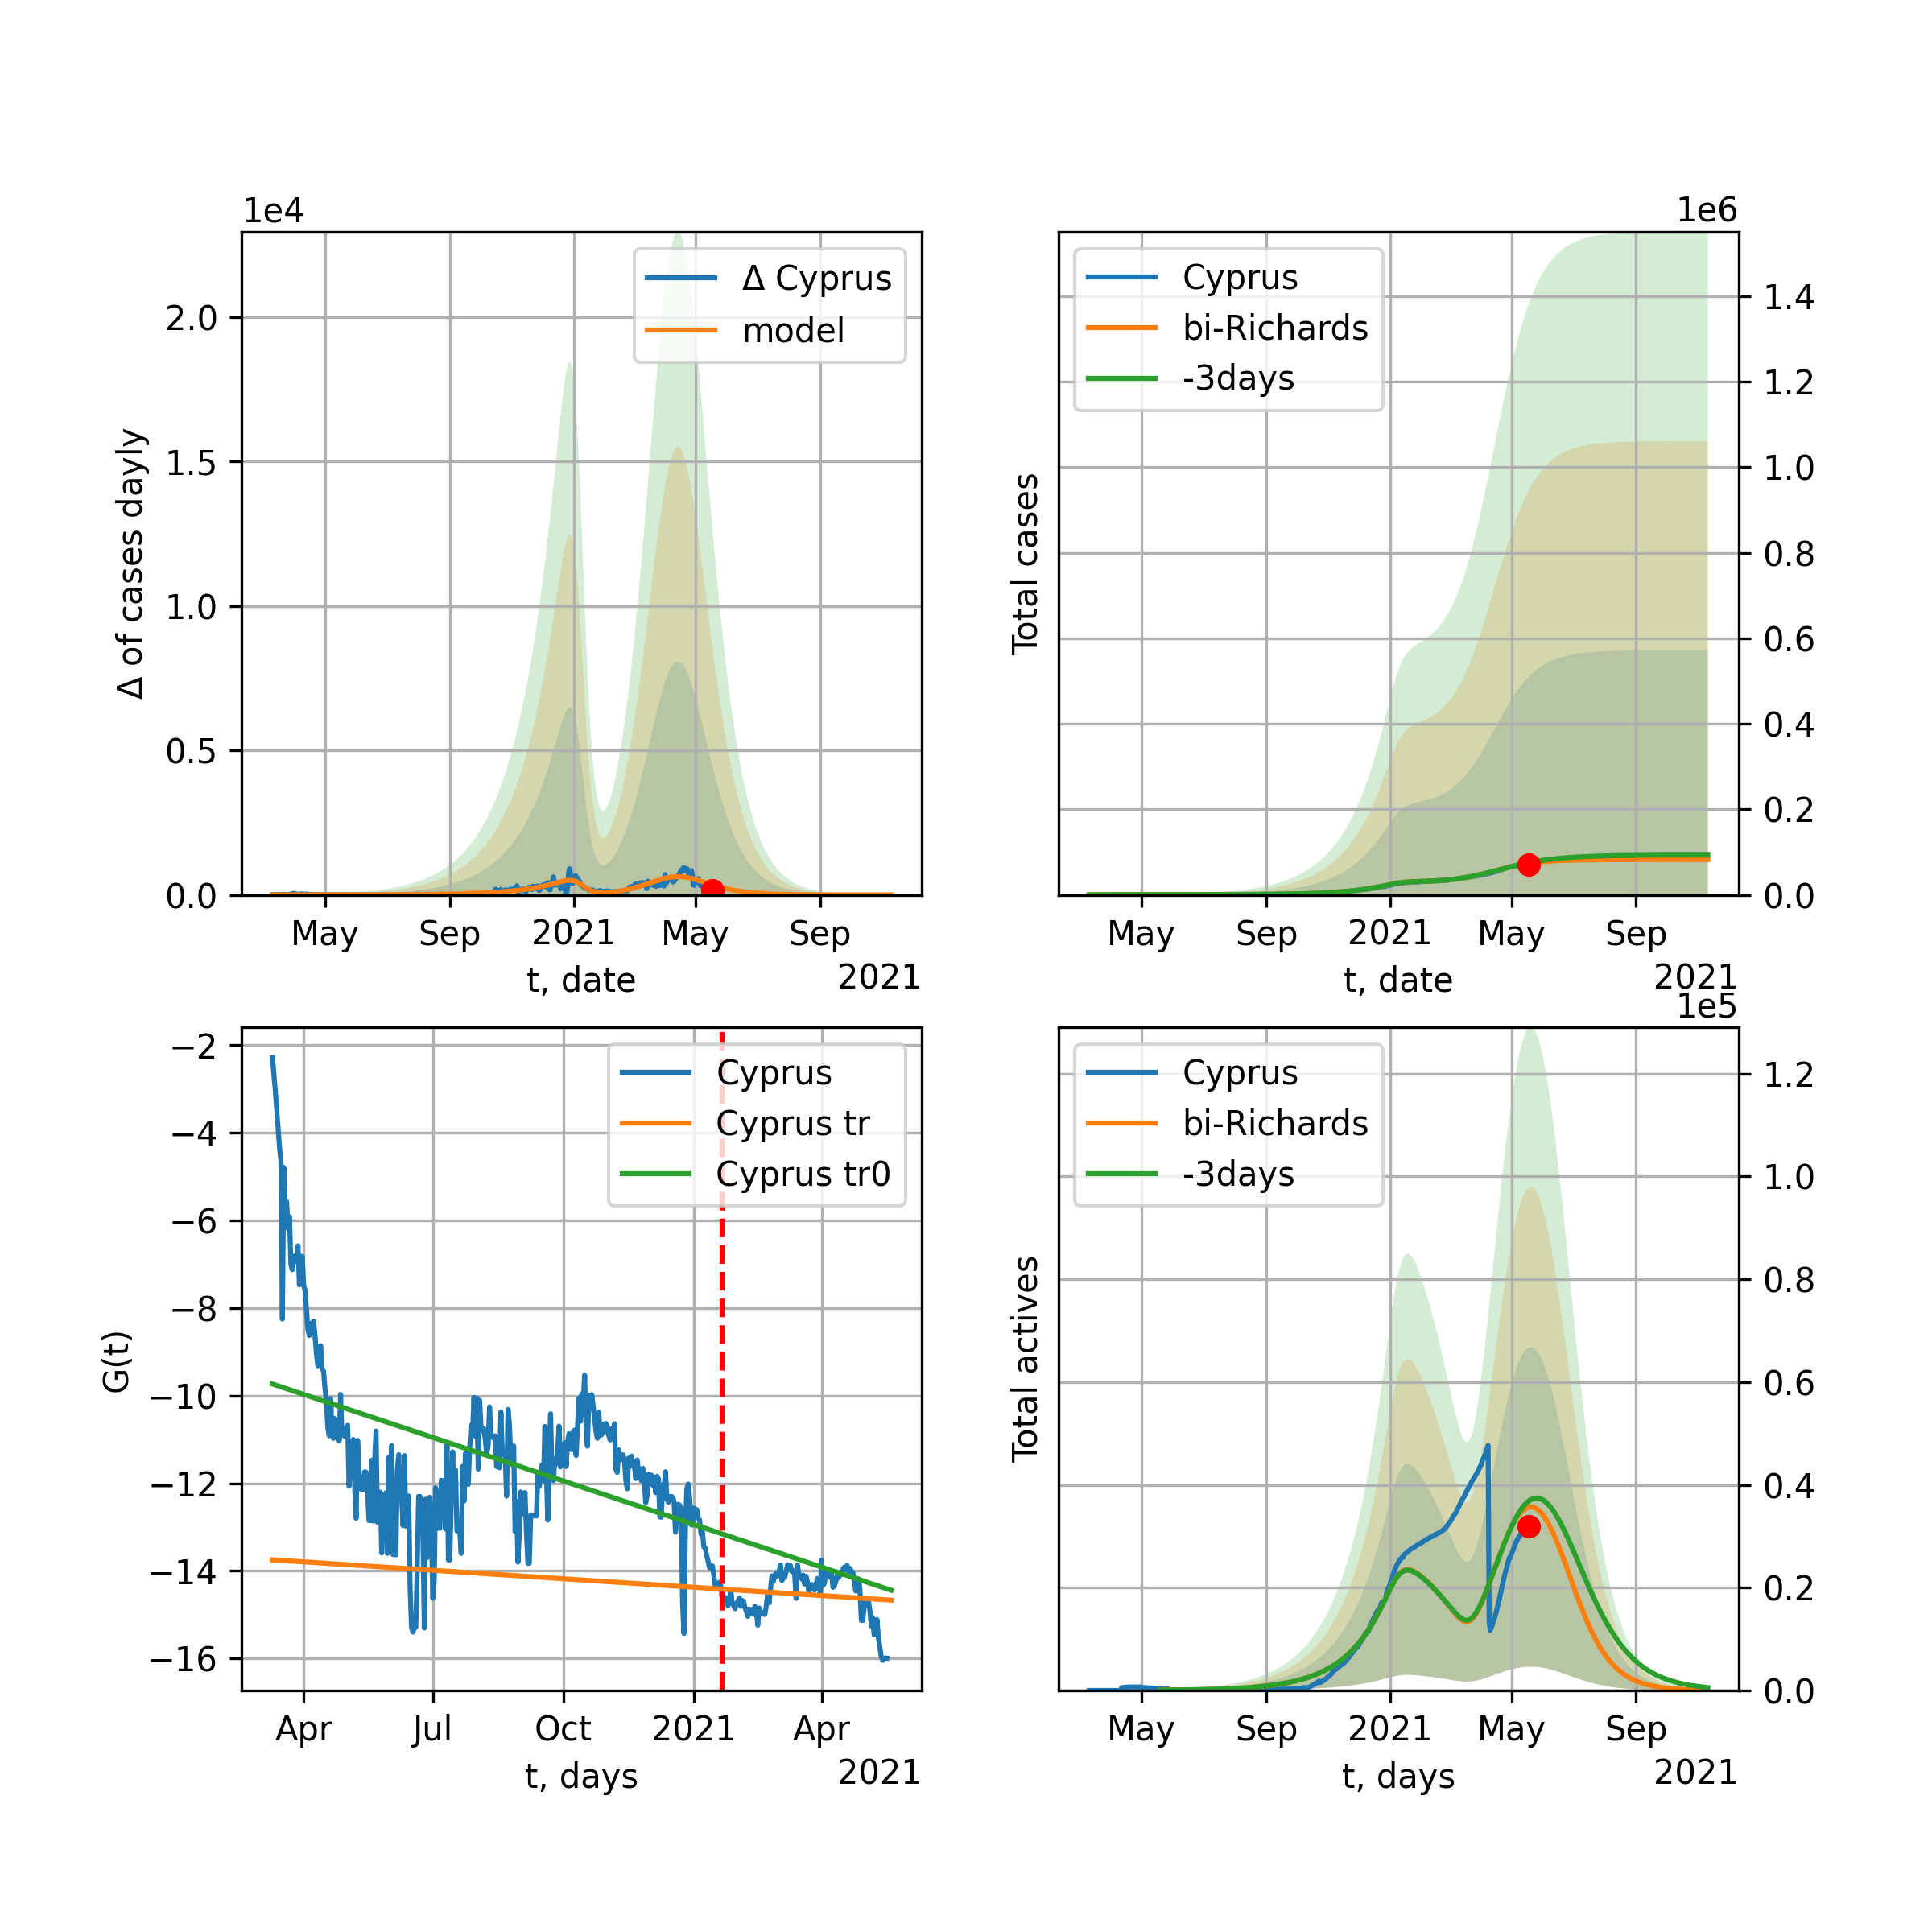 1e4
Δ Cyprus
model
2.0
1.5
1.0
0.5
0.0
Δ of cases dayly
May Sep 2021 May Sep
t, date
2021
1e6
Cyprus
bi-Richards
-3days
1.4
1.2
1.0
0.8
0.6
0.4
0.2
0.0
Total cases
May Sep 2021 May Sep
t, date
2021
Cyprus
Cyprus tr
Cyprus tr0
−2
−4
−6
−8
−10
−12
−14
−16
G(t)
Apr Jul Oct 2021 Apr
t, days
2021
1e5
Cyprus
bi-Richards
-3days
1.2
1.0
0.8
0.6
0.4
0.2
0.0
Total actives
May Sep 2021 May Sep
t, days
2021